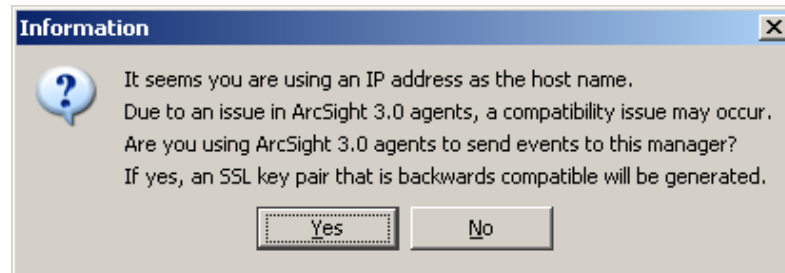 Information
It seems you are using an IP address as the host name.
Due to an issue in ArcSight 3.0 agents, a compatibility issue may occur.
Are you using ArcSight 3.0 agents to send events to this manager?
If yes, an SSL key pair that is backwards compatible will be generated.
Yes No